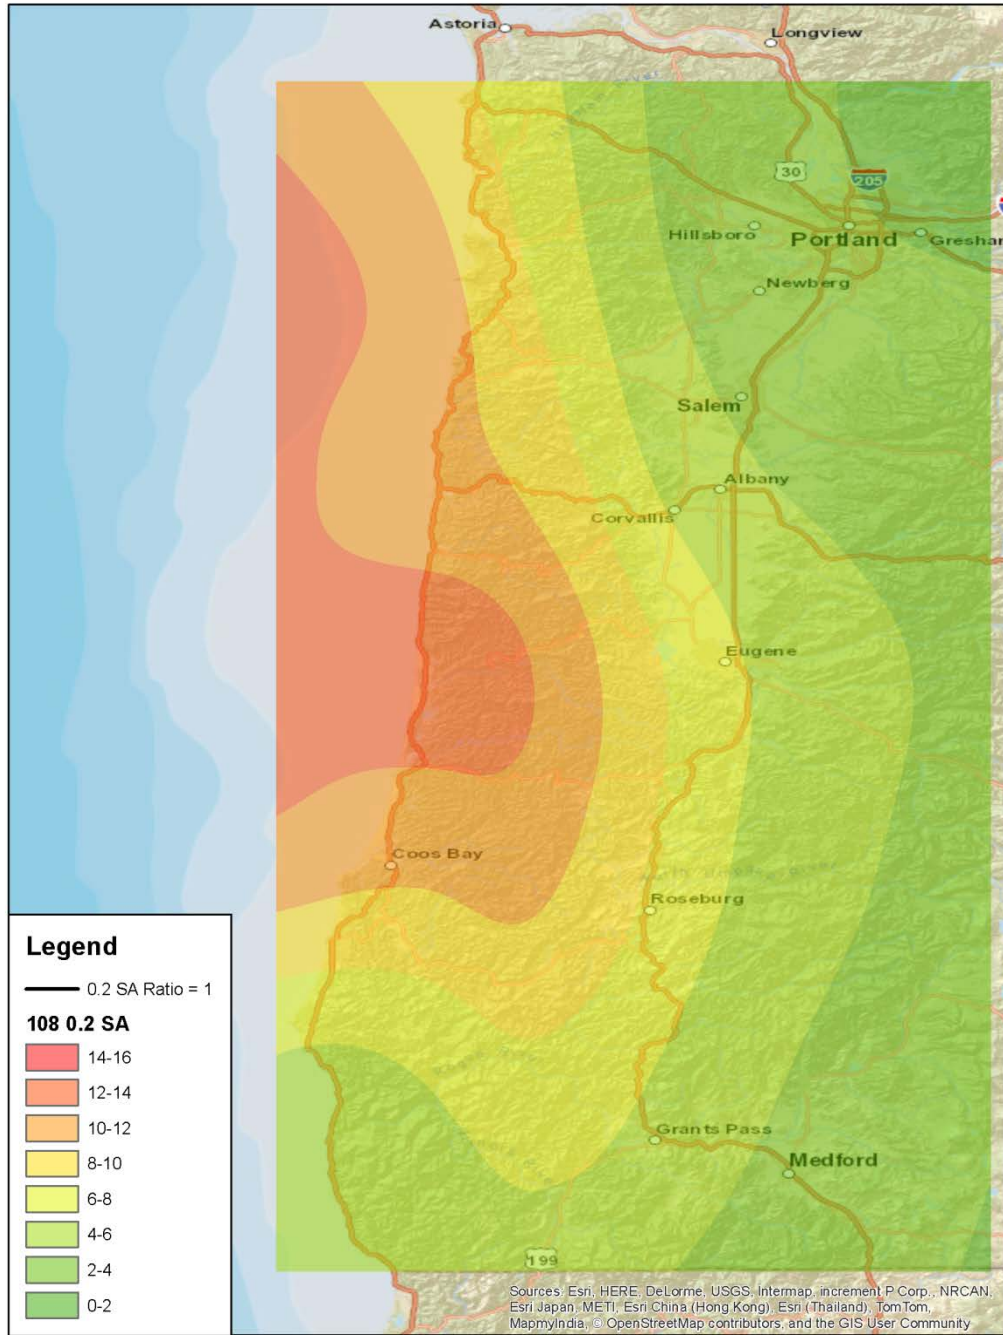 Astoria
Longview
30
205
Hillsboro
Portland
Gresham
Newberg
Salem
Albany
Corvallis
Eugene
Coos Bay
Roseburg
Legend
0.2 SA Ratio = 1
108 0.2 SA
14-16
12-14
10-12
8-10
6-8
4-6
2-4
0-2
Grants Pass
Medford
199
Sources: Esri, HERE, DeLorme, USGS, Intermap, increment P Corp., NRCAN,
Esri Japan, METI, Esri China (Hong Kong), Esri (Thailand), TomTom,
MapmyIndia, © OpenStreetMap contributors, and the GIS User Community